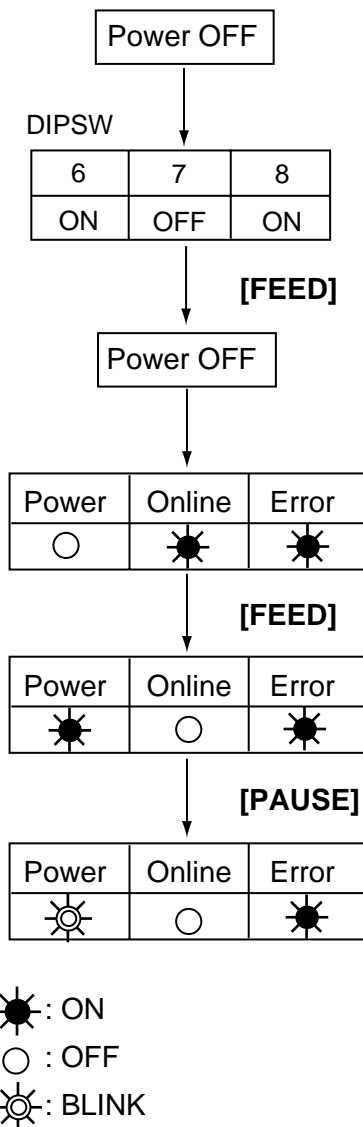 Power OFF
DIPSW
6 7 8
ON OFF ON
[FEED]
Power OFF
Power Online Error
[FEED]
Power Online Error
[PAUSE]
Power Online Error
: ON
: OFF
: BLINK